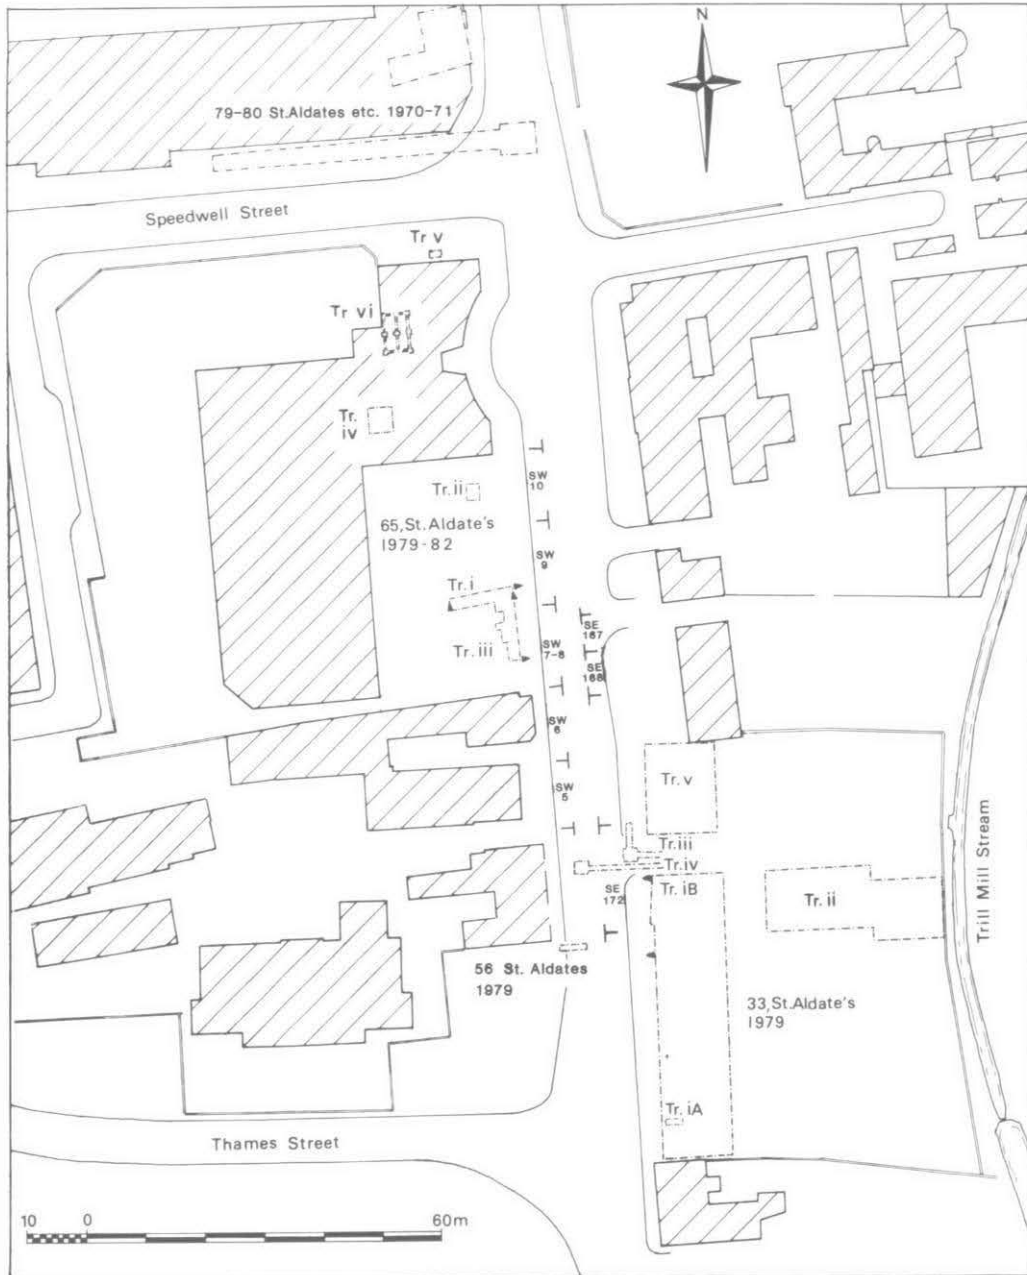 N
79-80 St.Aldates etc. 1970-71
Speedwell Street
Tr v
Tr vi
Tr.
iv
SW
10
Tr.ii
65,St.Aldate's
1979-82
SW
9
Tr.i
SE
167
Tr.iii
SW
7-8
SE
168
SW
6
Tr. v
SW
5
Tr.iii
Tr.iv
Tr. iB
SE
172
Tr. ii
Trill Mill Stream
56 St. Aldates
1979
33,St.Aldate's
1979
Tr. iA
Thames Street
10 0 60m